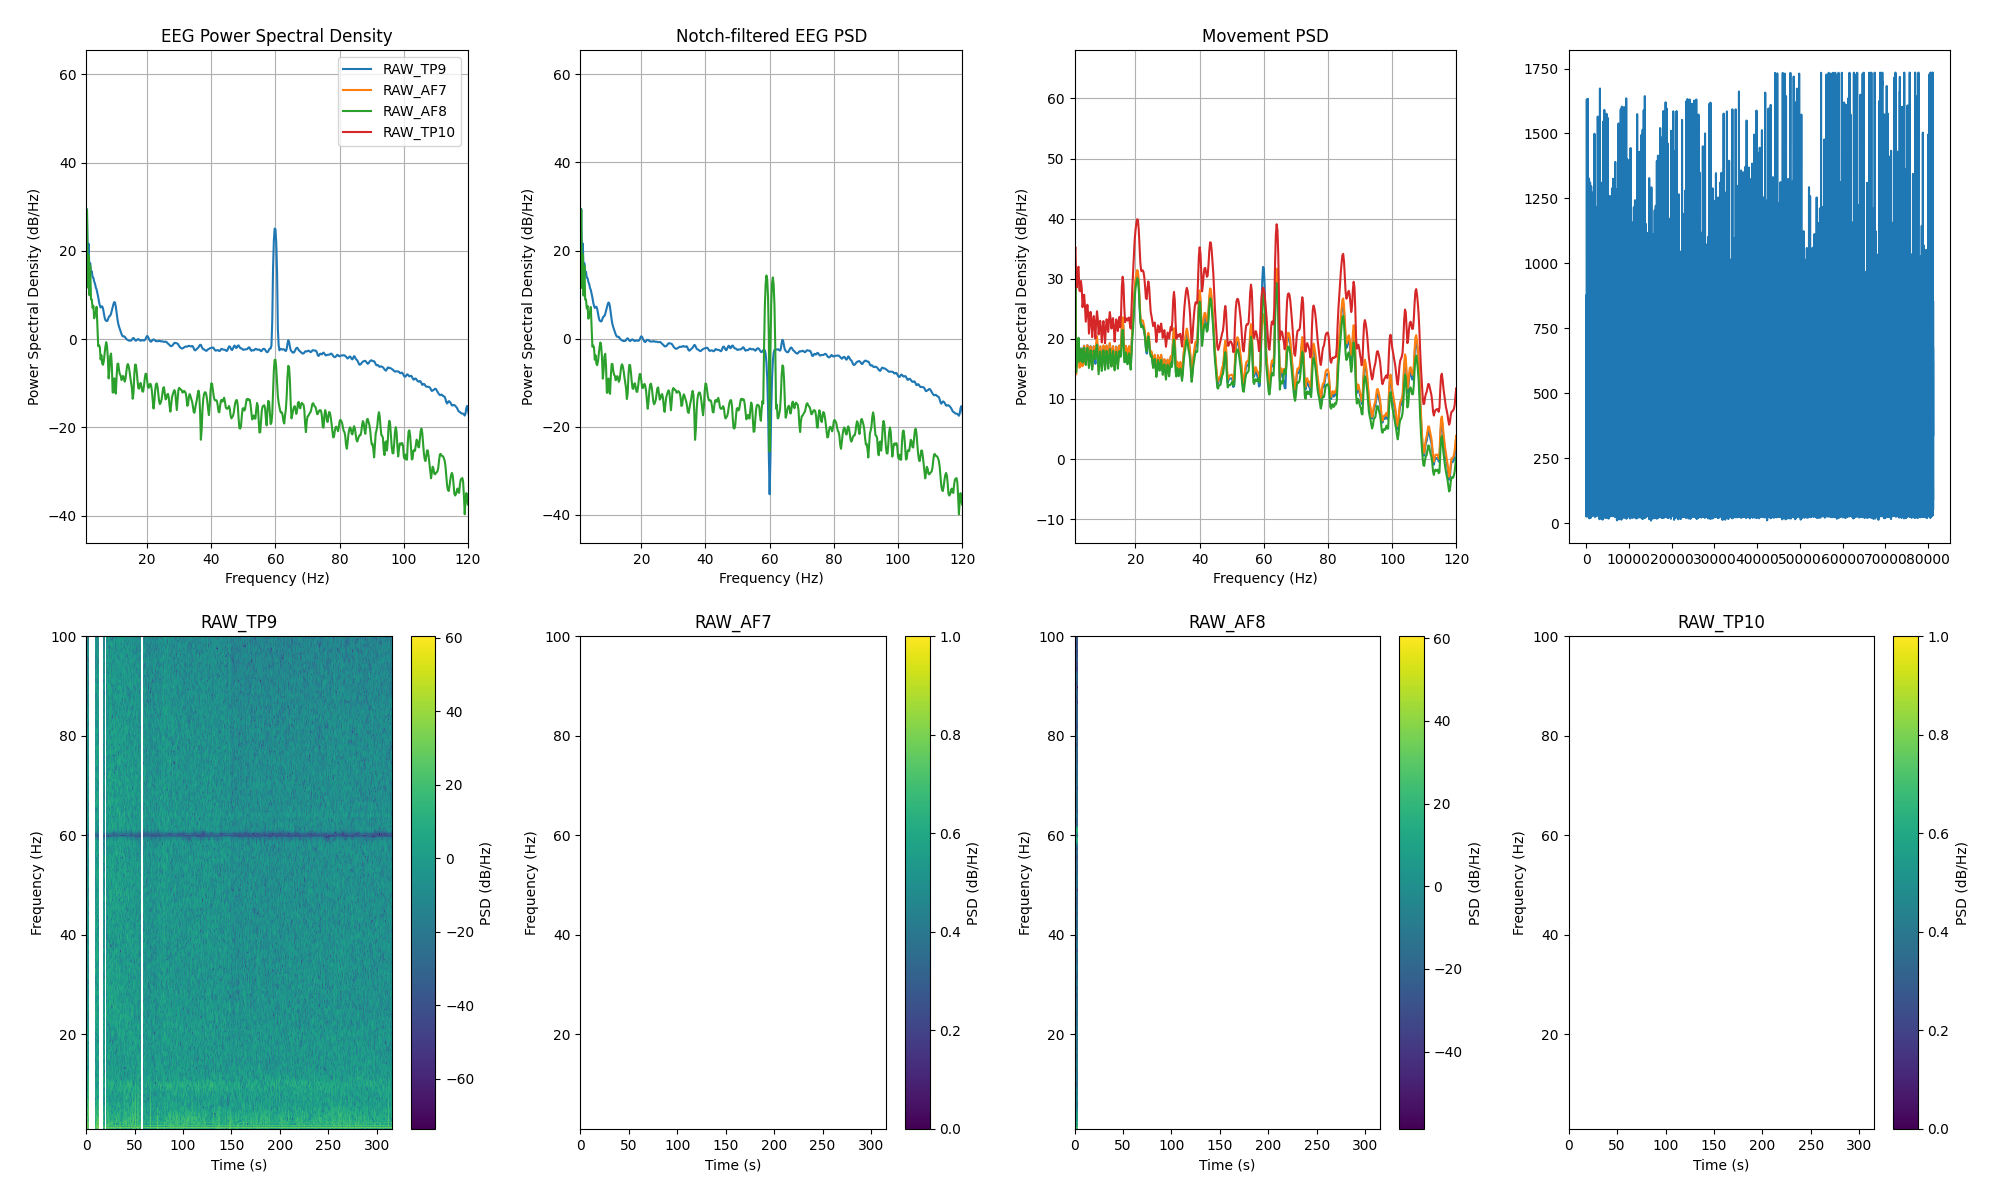 EEG Power Spectral Density
Power Spectral Density (dB/Hz)
60
40
20
0
−20
−40
RAW_TP9
RAW_AF7
RAW_AF8
RAW_TP10
20 40 60 80 100 120
Frequency (Hz)
Notch-filtered EEG PSD
Power Spectral Density (dB/Hz)
60
40
20
0
−20
−40
20 40 60 80 100 120
Frequency (Hz)
Movement PSD
Power Spectral Density (dB/Hz)
60
50
40
30
20
10
0
−10
20 40 60 80 100 120
Frequency (Hz)
1750
1500
1250
1000
750
500
250
0
0 10000 20000 30000 40000 50000 60000 70000 80000
RAW_TP9
Frequency (Hz)
100
80
60
40
20
0 50 100 150 200 250 300
Time (s)
60
40
20
0
−20
−40
−60
PSD (dB/Hz)
RAW_AF7
Frequency (Hz)
100
80
60
40
20
0 50 100 150 200 250 300
Time (s)
1.0
0.8
0.6
0.4
0.2
0.0
PSD (dB/Hz)
RAW_AF8
Frequency (Hz)
100
80
60
40
20
0 50 100 150 200 250 300
Time (s)
60
40
20
0
−20
−40
PSD (dB/Hz)
RAW_TP10
Frequency (Hz)
100
80
60
40
20
0 50 100 150 200 250 300
Time (s)
1.0
0.8
0.6
0.4
0.2
0.0
PSD (dB/Hz)